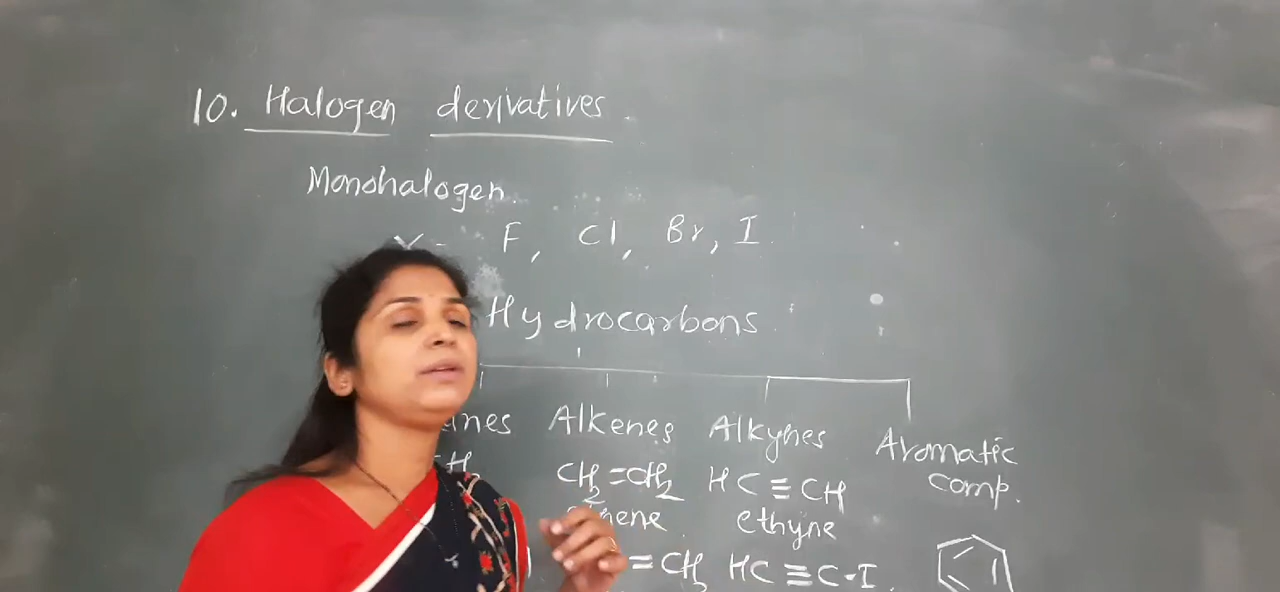 10. Halogen derivatives.
Monohalogen.
X - F, Cl, Br, I
Hydrocarbons
Alkenes Alkynes Aromatic comp.
CH₂=CH₂ HC≡CH
ethyne
=CH₂ HC≡C-I